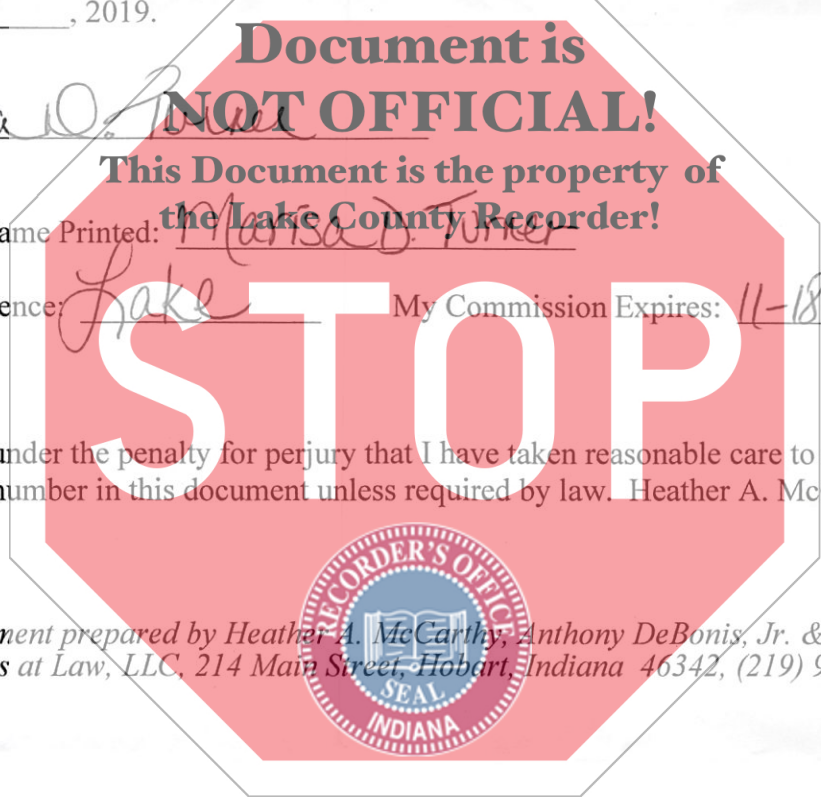 , 2019.
Document is
NOT OFFICIAL!
D. Turner
This Document is the property of
the Lake County Recorder!
ame Printed: Marisa D. Turner
ence: Lake My Commission Expires: 11-18
STOP
under the penalty for perjury that I have taken reasonable care to
number in this document unless required by law. Heather A. Mc
RECORDER'S OFFICE
SEAL
INDIANA
ment prepared by Heather A. McCarthy, Anthony DeBonis, Jr. &
s at Law, LLC, 214 Main Street, Hobart, Indiana 46342, (219) 9